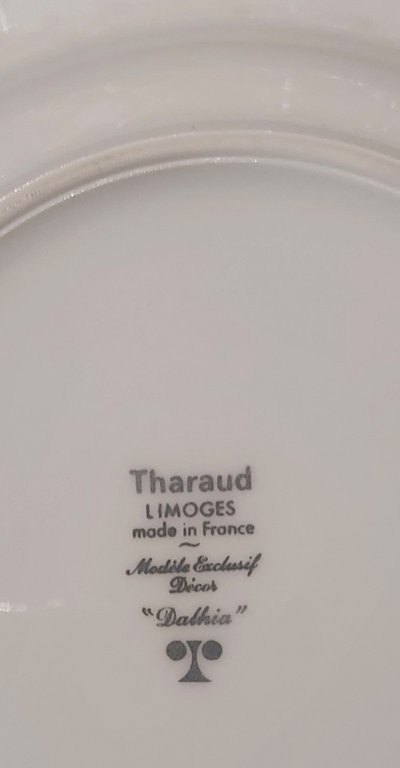 Tharaud
LIMOGES
made in France
~
Modèle Exclusif
Décor
"Dalhia"